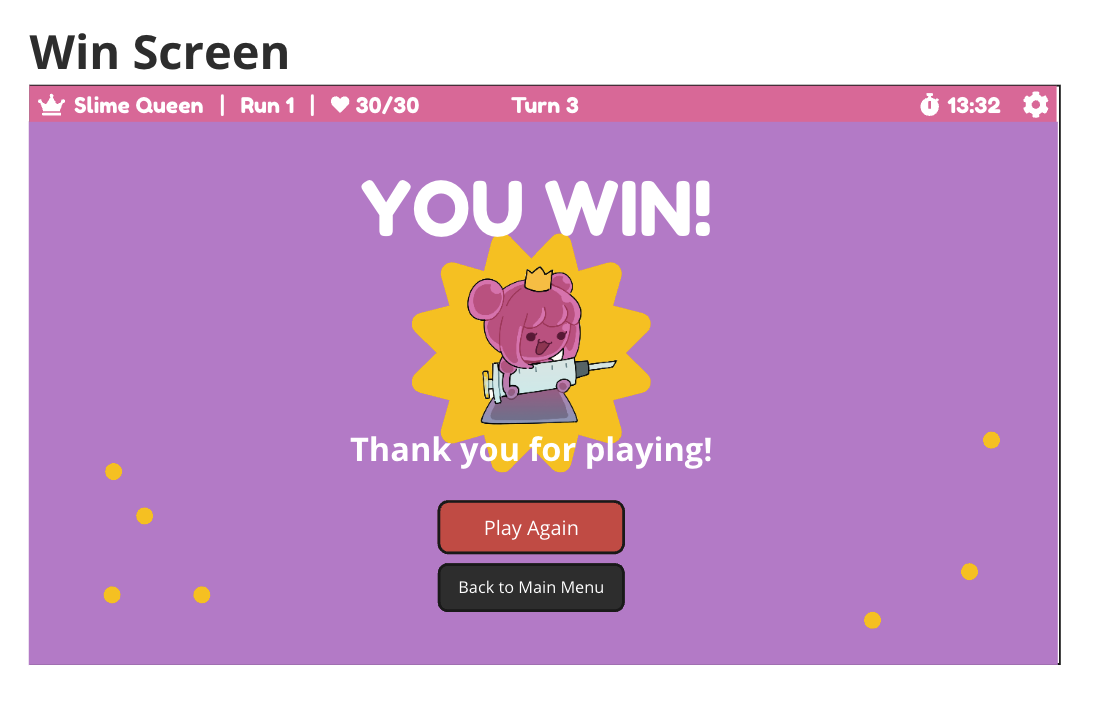 Win Screen
Slime Queen | Run 1 | 30/30 Turn 3 13:32
YOU WIN!
Thank you for playing!
Play Again
Back to Main Menu